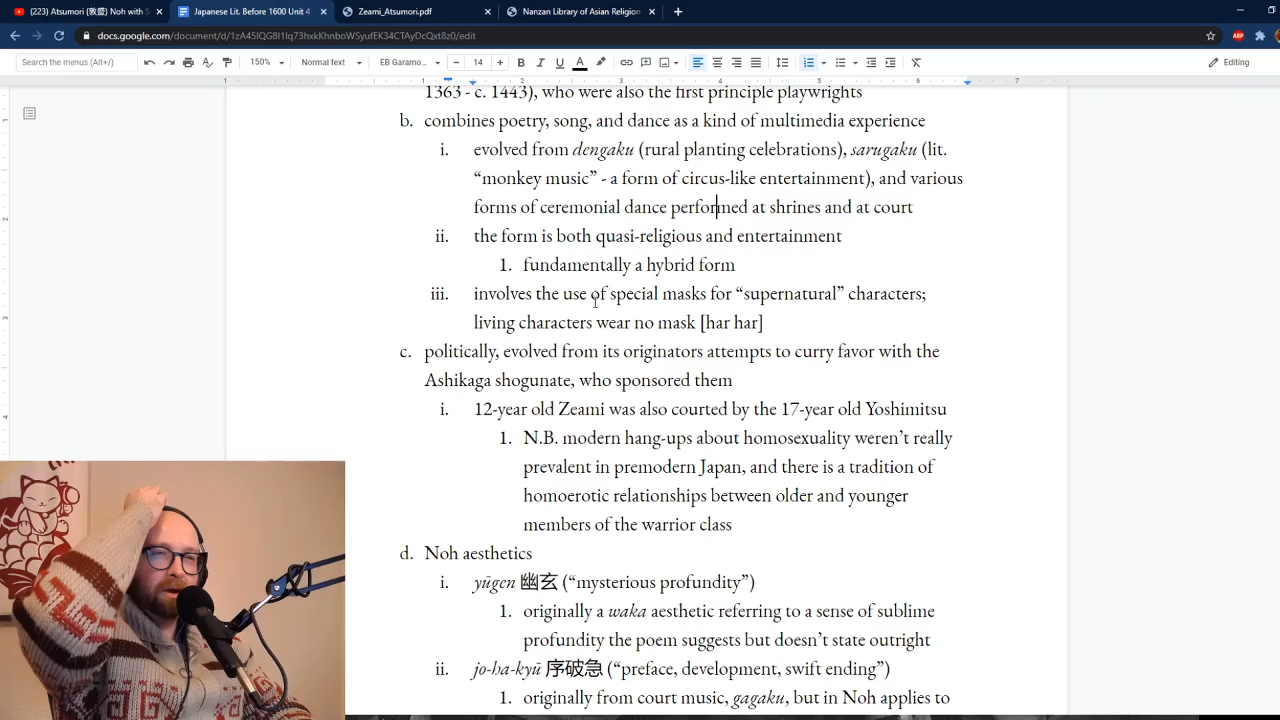 (223) Atsumori (敦盛) Noh with S
Japanese Lit. Before 1600 Unit 4
Zeami_Atsumori.pdf
Nanzan Library of Asian Religion
docs.google.com/document/d/1zA45lQG8I1Iq73hxkKhnboWSyufEK34CTAyDcQxt8z0/edit
ABP
Search the menus (Alt+/)
150%
Normal text
EB Garamo...
14
Editing
1 1 2 3 4 5 6 7
1363 - c. 1443), who were also the first principle playwrights
b. combines poetry, song, and dance as a kind of multimedia experience
i. evolved from dengaku (rural planting celebrations), sarugaku (lit.
“monkey music” - a form of circus-like entertainment), and various
forms of ceremonial dance performed at shrines and at court
ii. the form is both quasi-religious and entertainment
1. fundamentally a hybrid form
iii. involves the use of special masks for “supernatural” characters;
living characters wear no mask [har har]
c. politically, evolved from its originators attempts to curry favor with the
Ashikaga shogunate, who sponsored them
i. 12-year old Zeami was also courted by the 17-year old Yoshimitsu
1. N.B. modern hang-ups about homosexuality weren’t really
prevalent in premodern Japan, and there is a tradition of
homoerotic relationships between older and younger
members of the warrior class
d. Noh aesthetics
i. yūgen 幽玄 (“mysterious profundity”)
1. originally a waka aesthetic referring to a sense of sublime
profundity the poem suggests but doesn’t state outright
ii. jo-ha-kyū 序破急 (“preface, development, swift ending”)
1. originally from court music, gagaku, but in Noh applies to